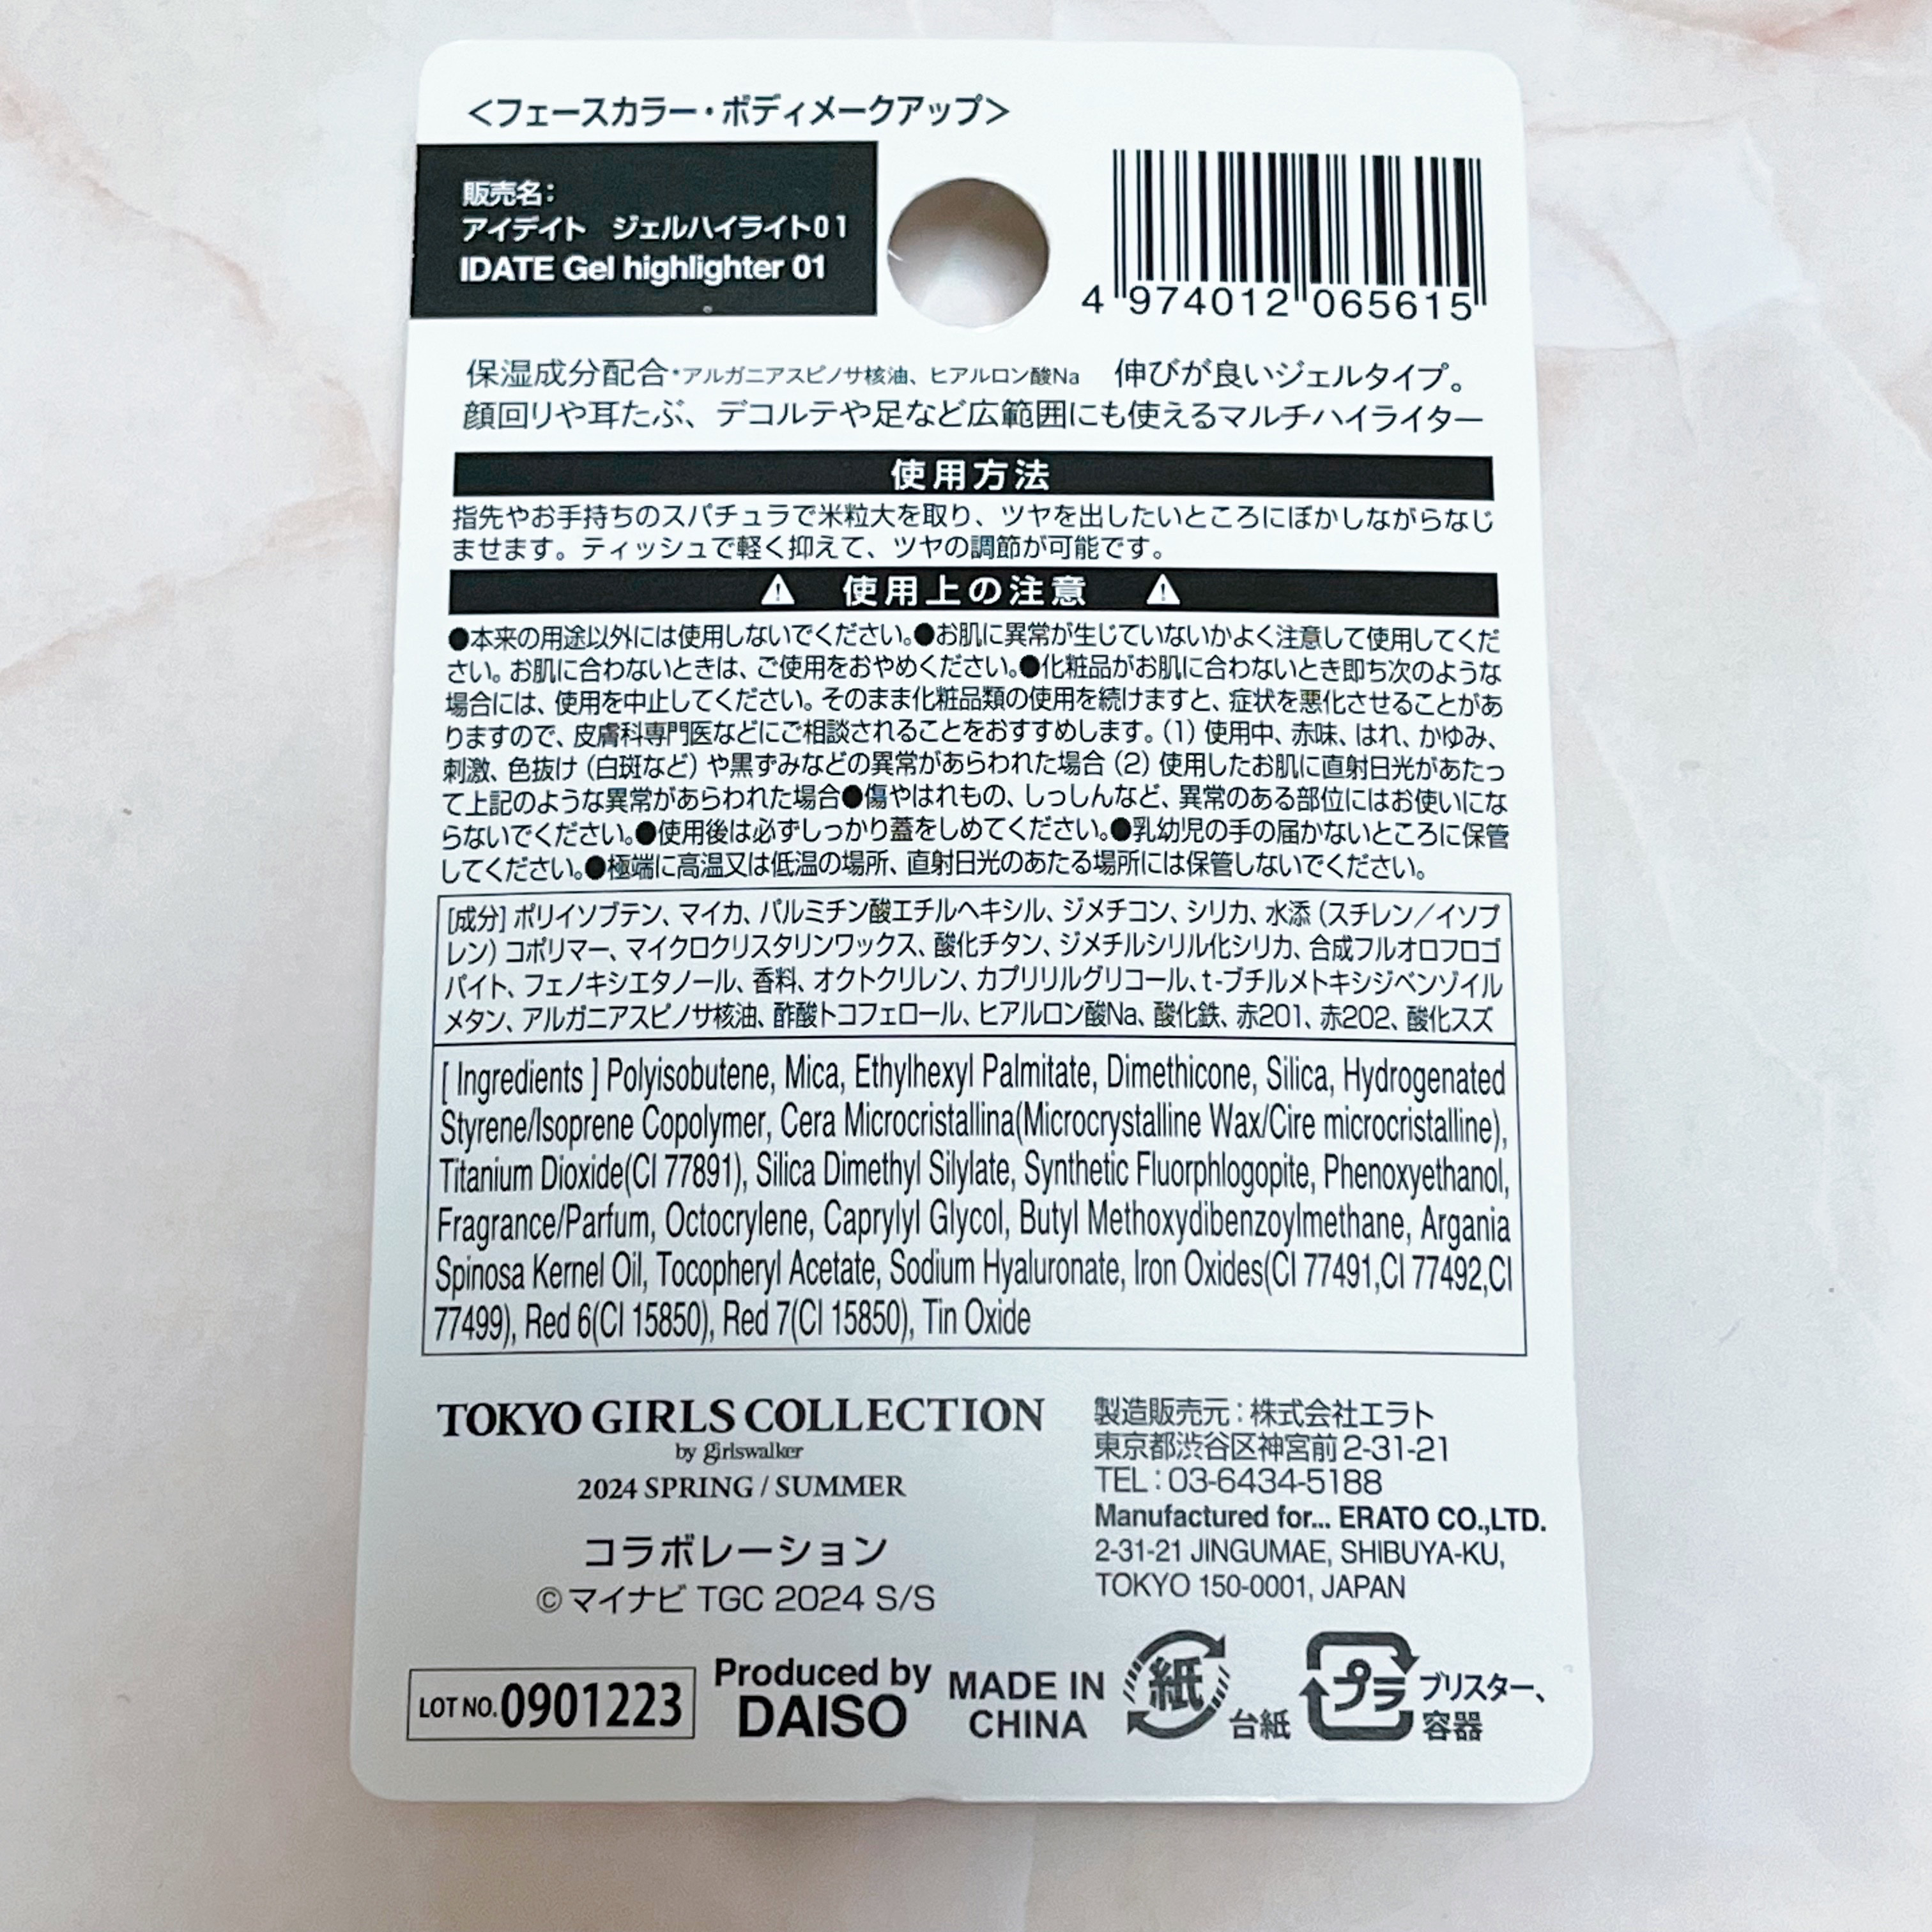 <フェースカラー・ボディメークアップ>
販売名:
アイデイト ジェルハイライト01
IDATE Gel highlighter 01
4 974012 065615
保湿成分配合*アルガニアスピノサ核油、ヒアルロン酸Na 伸びが良いジェルタイプ。
顔回りや耳たぶ、デコルテや足など広範囲にも使えるマルチハイライター
使用方法
指先やお手持ちのスパチュラで米粒大を取り、ツヤを出したいところにぼかしながらなじ
ませます。ティッシュで軽く抑えて、ツヤの調節が可能です。
⚠ 使用上の注意 ⚠
●本来の用途以外には使用しないでください。●お肌に異常が生じていないかよく注意して使用してくだ
さい。お肌に合わないときは、ご使用をおやめください。●化粧品がお肌に合わないとき即ち次のような
場合には、使用を中止してください。そのまま化粧品類の使用を続けますと、症状を悪化させることがあ
りますので、皮膚科専門医などにご相談されることをおすすめします。(1) 使用中、赤味、はれ、かゆみ、
刺激、色抜け (白斑など) や黒ずみなどの異常があらわれた場合 (2) 使用したお肌に直射日光があたっ
て上記のような異常があらわれた場合●傷やはれもの、しっしんなど、異常のある部位にはお使いにな
らないでください。●使用後は必ずしっかり蓋をしめてください。●乳幼児の手の届かないところに保管
してください。●極端に高温又は低温の場所、直射日光のあたる場所には保管しないでください。
[成分] ポリイソブテン、マイカ、パルミチン酸エチルヘキシル、ジメチコン、シリカ、水添 (スチレン/イソプ
レン) コポリマー、マイクロクリスタリンワックス、酸化チタン、ジメチルシリル化シリカ、合成フルオロフロゴ
パイト、フェノキシエタノール、香料、オクトクリレン、カプリリルグリコール、t-ブチルメトキシジベンゾイル
メタン、アルガニアスピノサ核油、酢酸トコフェロール、ヒアルロン酸Na、酸化鉄、赤201、赤202、酸化スズ
[ Ingredients ] Polyisobutene, Mica, Ethylhexyl Palmitate, Dimethicone, Silica, Hydrogenated
Styrene/Isoprene Copolymer, Cera Microcristallina(Microcrystalline Wax/Cire microcristalline),
Titanium Dioxide(CI 77891), Silica Dimethyl Silylate, Synthetic Fluorphlogopite, Phenoxyethanol,
Fragrance/Parfum, Octocrylene, Caprylyl Glycol, Butyl Methoxydibenzoylmethane, Argania
Spinosa Kernel Oil, Tocopheryl Acetate, Sodium Hyaluronate, Iron Oxides(CI 77491,CI 77492,CI
77499), Red 6(CI 15850), Red 7(CI 15850), Tin Oxide
TOKYO GIRLS COLLECTION
by girlswalker
2024 SPRING / SUMMER
コラボレーション
©マイナビ TGC 2024 S/S
製造販売元:株式会社エラト
東京都渋谷区神宮前2-31-21
TEL:03-6434-5188
Manufactured for... ERATO CO.,LTD.
2-31-21 JINGUMAE, SHIBUYA-KU,
TOKYO 150-0001, JAPAN
LOT NO.0901223
Produced by
DAISO
MADE IN
CHINA
紙
台紙
プラ
ブリスター、
容器